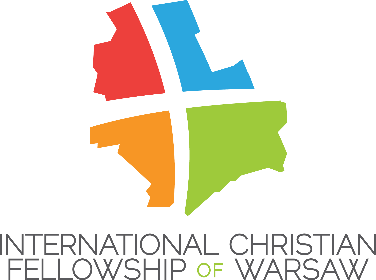 INTERNATIONAL CHRISTIAN
FELLOWSHIP OF WARSAW